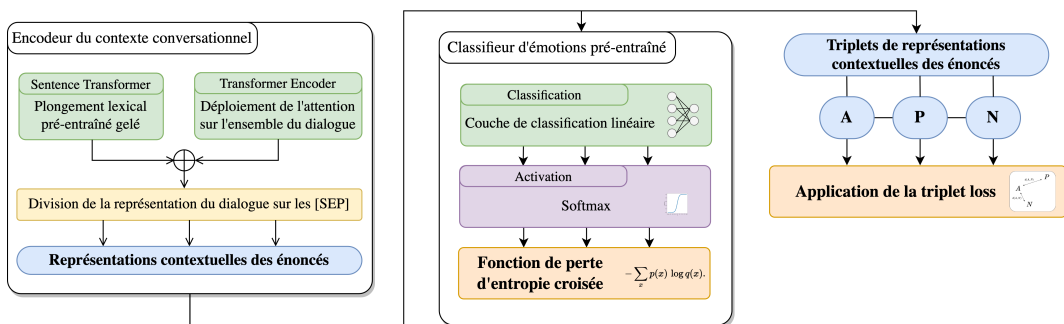 Encodeur du contexte conversationnel
Sentence Transformer
Plongement lexical
pré-entraîné gelé
Transformer Encoder
Déploiement de l'attention
sur l'ensemble du dialogue
Division de la représentation du dialogue sur les [SEP]
Représentations contextuelles des énoncés
Classifieur d'émotions pré-entraîné
Classification
Couche de classification linéaire
Activation
Softmax
Fonction de perte
d'entropie croisée
−∑ₓ p(x) log q(x).
Triplets de représentations
contextuelles des énoncés
A P N
Application de la triplet loss
P
A
N